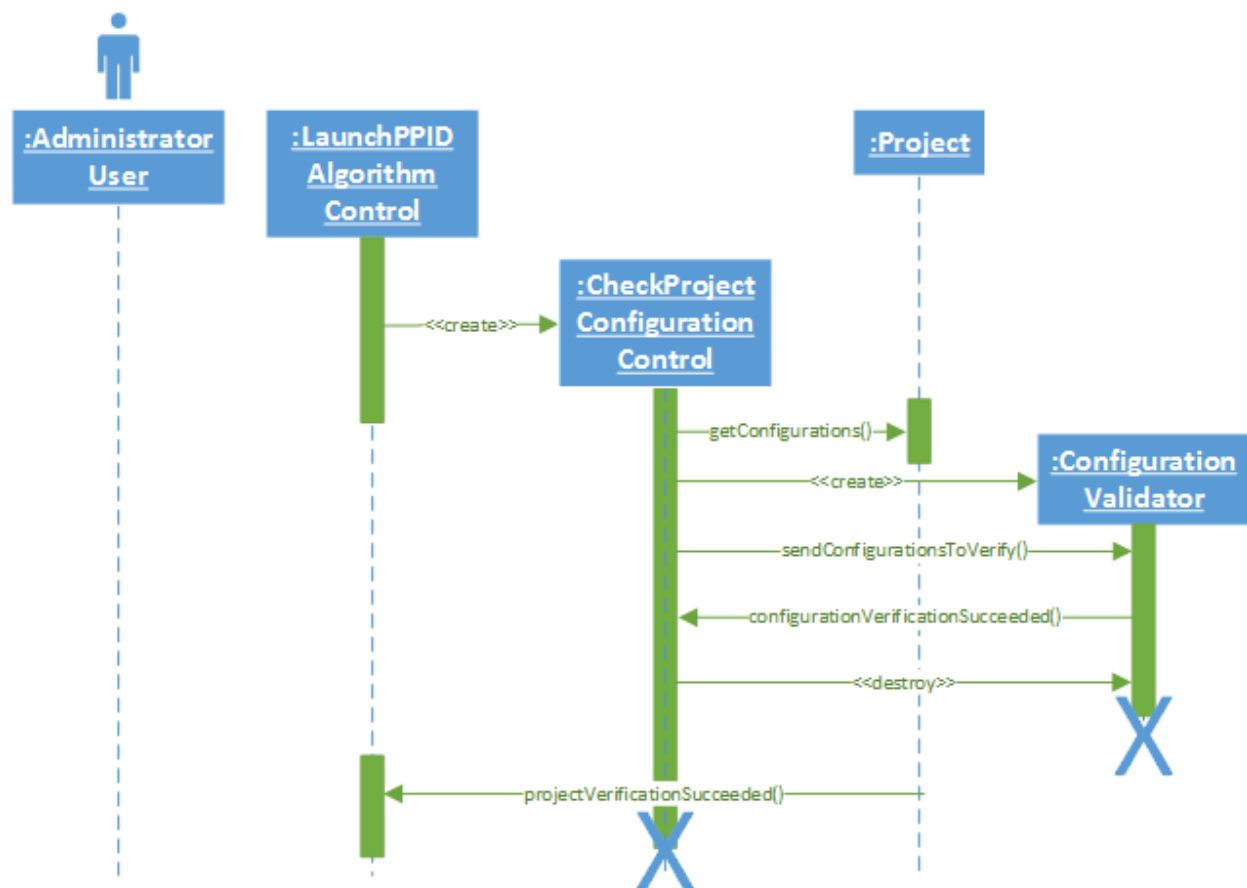 :Administrator
User
:LaunchPPID
Algorithm
Control
:Project
:CheckProject
Configuration
Control
<<create>>
getConfigurations()
:Configuration
Validator
<<create>>
sendConfigurationsToVerify()
configurationVerificationSucceeded()
<<destroy>>
projectVerificationSucceeded()